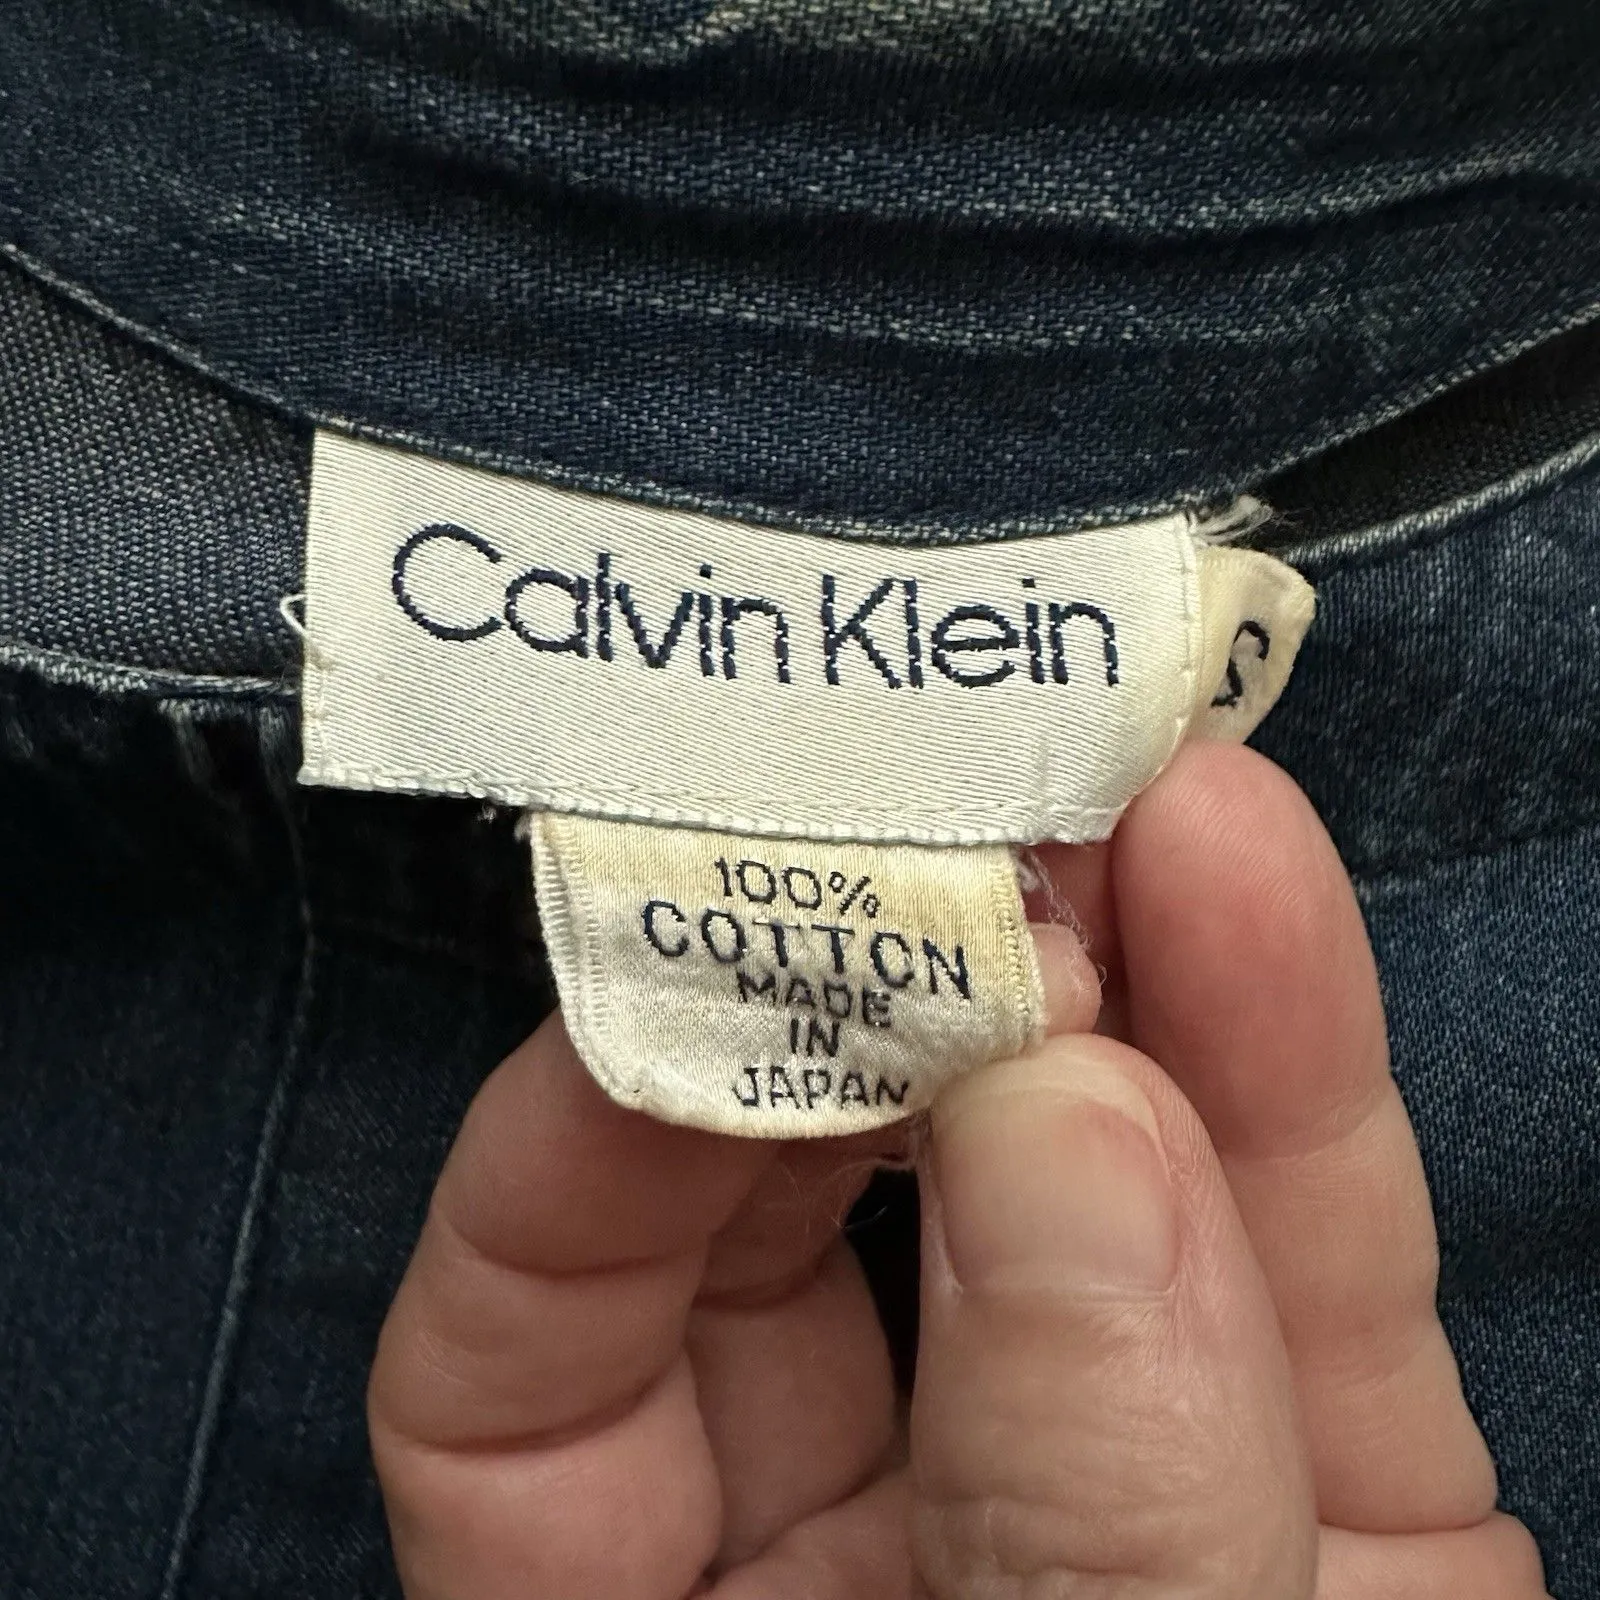 Calvin Klein
S
100%
COTTON
MADE
IN
JAPAN